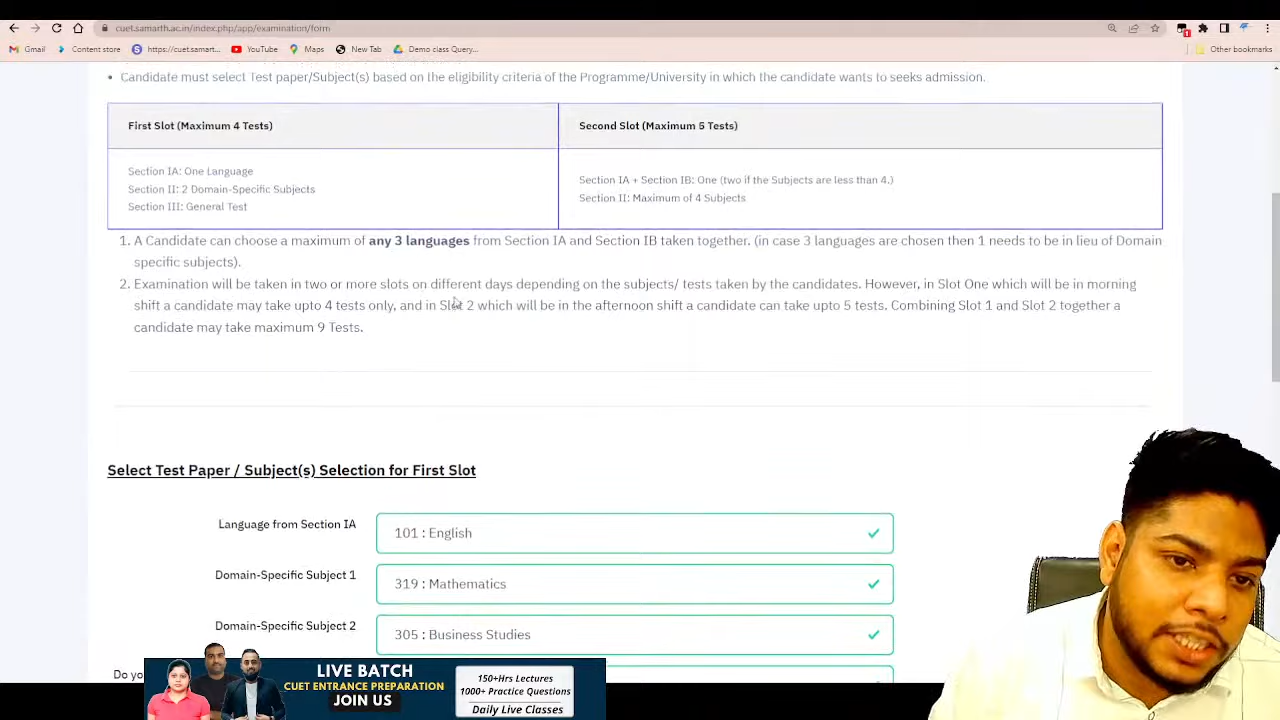 cuet.samarth.ac.in/index.php/app/examination/form
Gmail
Content store
https://cuet.samart...
YouTube
Maps
New Tab
Demo class Query...
Other bookmarks
• Candidate must select Test paper/Subject(s) based on the eligibility criteria of the Programme/University in which the candidate wants to seeks admission.
First Slot (Maximum 4 Tests)
Second Slot (Maximum 5 Tests)
Section IA: One Language
Section II: 2 Domain-Specific Subjects
Section III: General Test
Section IA + Section IB: One (two if the Subjects are less than 4.)
Section II: Maximum of 4 Subjects
1. A Candidate can choose a maximum of any 3 languages from Section IA and Section IB taken together. (in case 3 languages are chosen then 1 needs to be in lieu of Domain
specific subjects).
2. Examination will be taken in two or more slots on different days depending on the subjects/ tests taken by the candidates. However, in Slot One which will be in morning
shift a candidate may take upto 4 tests only, and in Slot 2 which will be in the afternoon shift a candidate can take upto 5 tests. Combining Slot 1 and Slot 2 together a
candidate may take maximum 9 Tests.
Select Test Paper / Subject(s) Selection for First Slot
Language from Section IA
101 : English
Domain-Specific Subject 1
319 : Mathematics
Domain-Specific Subject 2
305 : Business Studies
Do
LIVE BATCH
CUET ENTRANCE PREPARATION
JOIN US
150+Hrs Lectures
1000+ Practice Questions
Daily Live Classes